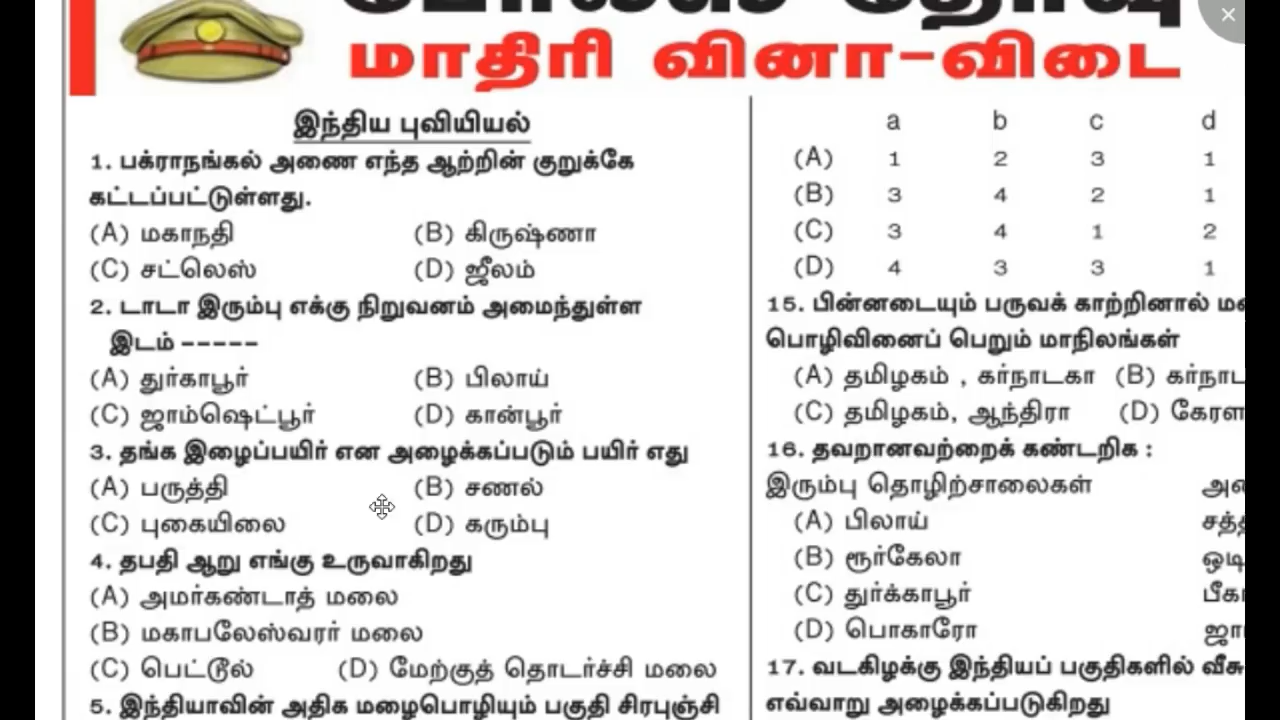 மாதிரி வினா-விடை
இந்திய புவியியல்
1. பக்ராநங்கல் அணை எந்த ஆற்றின் குறுக்கே
கட்டப்பட்டுள்ளது.
(A) மகாநதி (B) கிருஷ்ணா
(C) சட்லெஸ் (D) ஜீலம்
2. டாடா இரும்பு எக்கு நிறுவனம் அமைந்துள்ள
இடம் -----
(A) துர்காபூர் (B) பிலாய்
(C) ஜாம்ஷெட்பூர் (D) கான்பூர்
3. தங்க இழைப்பயிர் என அழைக்கப்படும் பயிர் எது
(A) பருத்தி (B) சணல்
(C) புகையிலை (D) கரும்பு
4. தபதி ஆறு எங்கு உருவாகிறது
(A) அமர்கண்டாத் மலை
(B) மகாபலேஸ்வரர் மலை
(C) பெட்டூல் (D) மேற்குத் தொடர்ச்சி மலை
5. இந்தியாவின் அதிக மழைபொழியும் பகுதி சிரபுஞ்சி
a b c d
(A) 1 2 3 1
(B) 3 4 2 1
(C) 3 4 1 2
(D) 4 3 3 1
15. பின்னடையும் பருவக் காற்றினால்
பொழிவினைப் பெறும் மாநிலங்கள்
(A) தமிழகம் , கர்நாடகா (B)
(C) தமிழகம், ஆந்திரா (D)
16. தவறானவற்றைக் கண்டறிக :
இரும்பு தொழிற்சாலைகள்
(A) பிலாய்
(B) ரூர்கேலா
(C) துர்க்காபூர்
(D) பொகாரோ
17. வடகிழக்கு இந்தியப் பகுதிகளில்
எவ்வாறு அழைக்கப்படுகிறது